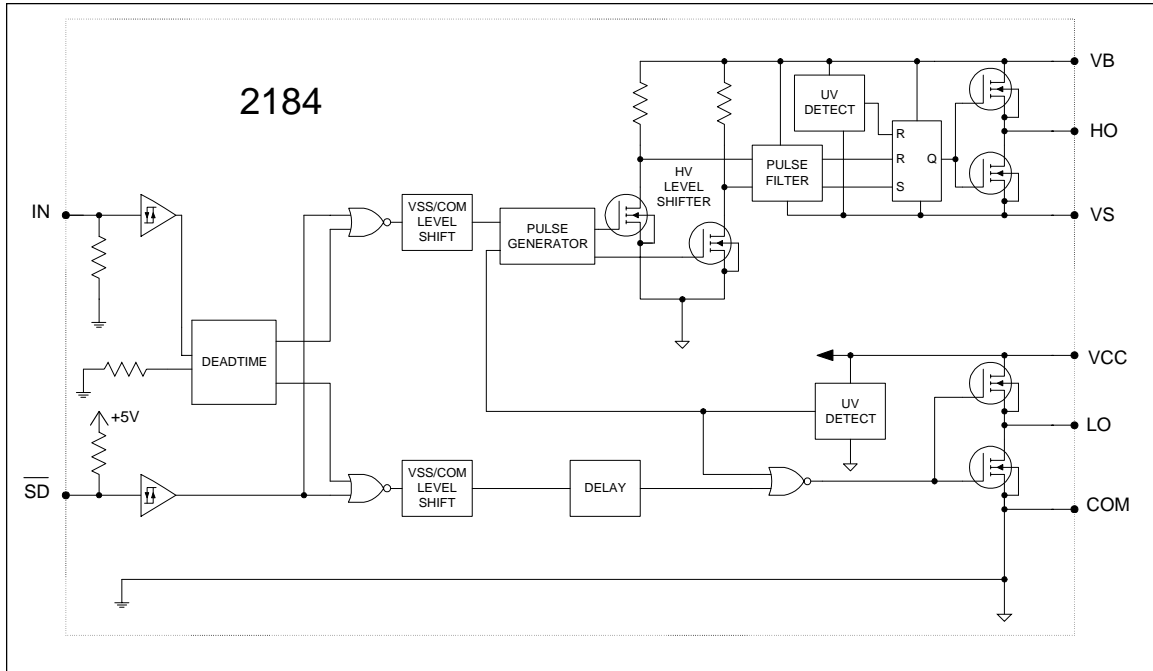 2184
VB
UV
DETECT
HO
R
R
Q
S
PULSE
FILTER
HV
LEVEL
SHIFTER
IN
VSS/COM
LEVEL
SHIFT
PULSE
GENERATOR
VS
DEADTIME
VCC
+5V
UV
DETECT
LO
SD
VSS/COM
LEVEL
SHIFT
DELAY
COM